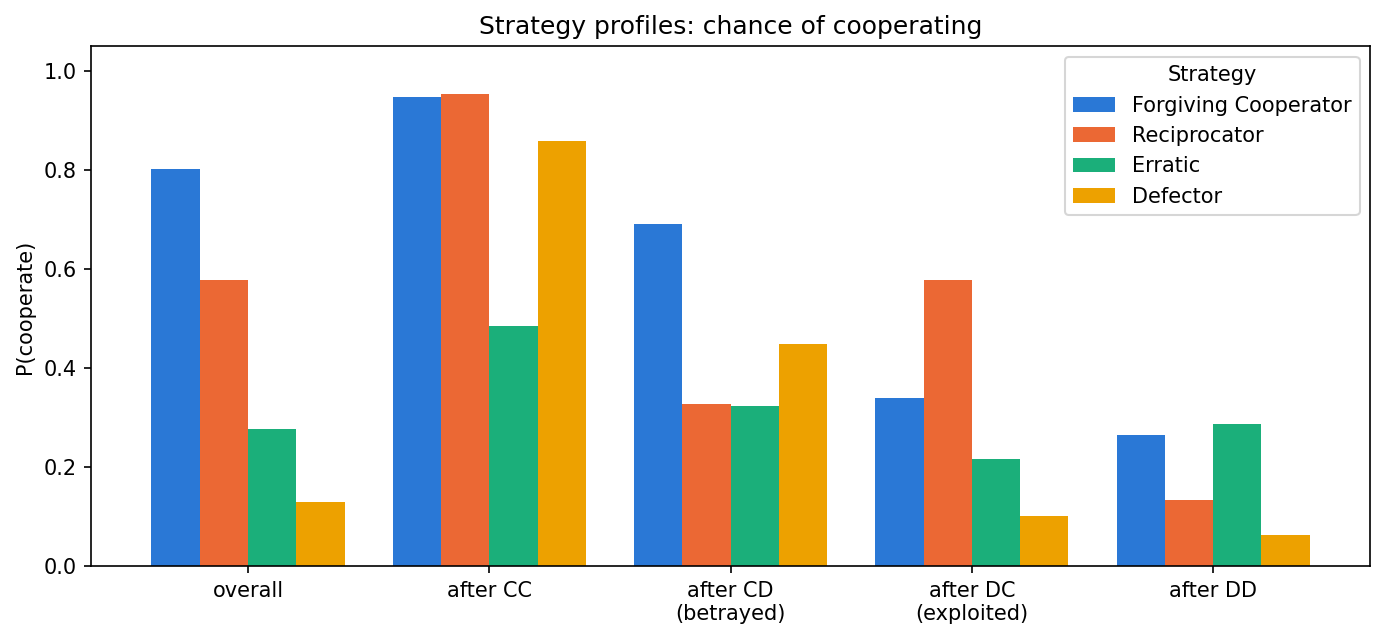 Strategy profiles: chance of cooperating
P(cooperate)
1.0
0.8
0.6
0.4
0.2
0.0
Strategy
Forgiving Cooperator
Reciprocator
Erratic
Defector
overall
after CC
after CD
(betrayed)
after DC
(exploited)
after DD